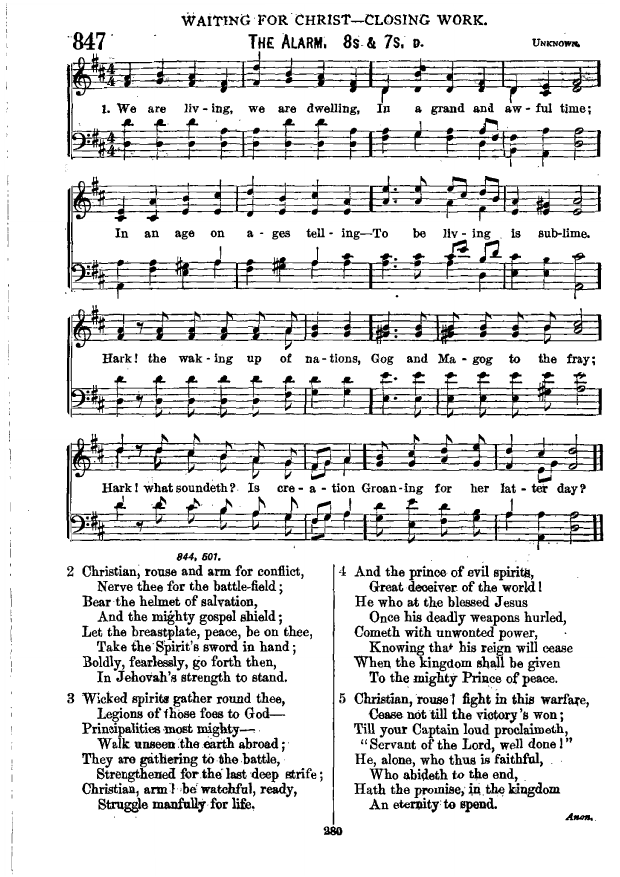 WAITING FOR CHRIST—CLOSING WORK.
847 THE ALARM. 8s & 7s. D. UNKNOWN.
1. We are liv - ing, we are dwelling, In a grand and aw - ful time;
In an age on a - ges tell - ing—To be liv - ing is sub-lime.
Hark! the wak - ing up of na - tions, Gog and Ma - gog to the fray;
Hark! what soundeth? Is cre - a - tion Groan-ing for her lat - ter day?
844, 501.
2 Christian, rouse and arm for conflict,
Nerve thee for the battle-field;
Bear the helmet of salvation,
And the mighty gospel shield;
Let the breastplate, peace, be on thee,
Take the Spirit's sword in hand;
Boldly, fearlessly, go forth then,
In Jehovah's strength to stand.
3 Wicked spirits gather round thee,
Legions of those foes to God—
Principalities most mighty—
Walk unseen the earth abroad;
They are gathering to the battle,
Strengthened for the last deep strife;
Christian, arm! be watchful, ready,
Struggle manfully for life.
4 And the prince of evil spirits,
Great deceiver of the world!
He who at the blessed Jesus
Once his deadly weapons hurled,
Cometh with unwonted power,
Knowing that his reign will cease
When the kingdom shall be given
To the mighty Prince of peace.
5 Christian, rouse! fight in this warfare,
Cease not till the victory's won;
Till your Captain loud proclaimeth,
"Servant of the Lord, well done!"
He, alone, who thus is faithful,
Who abideth to the end,
Hath the promise, in the kingdom
An eternity to spend.
Anon.
280